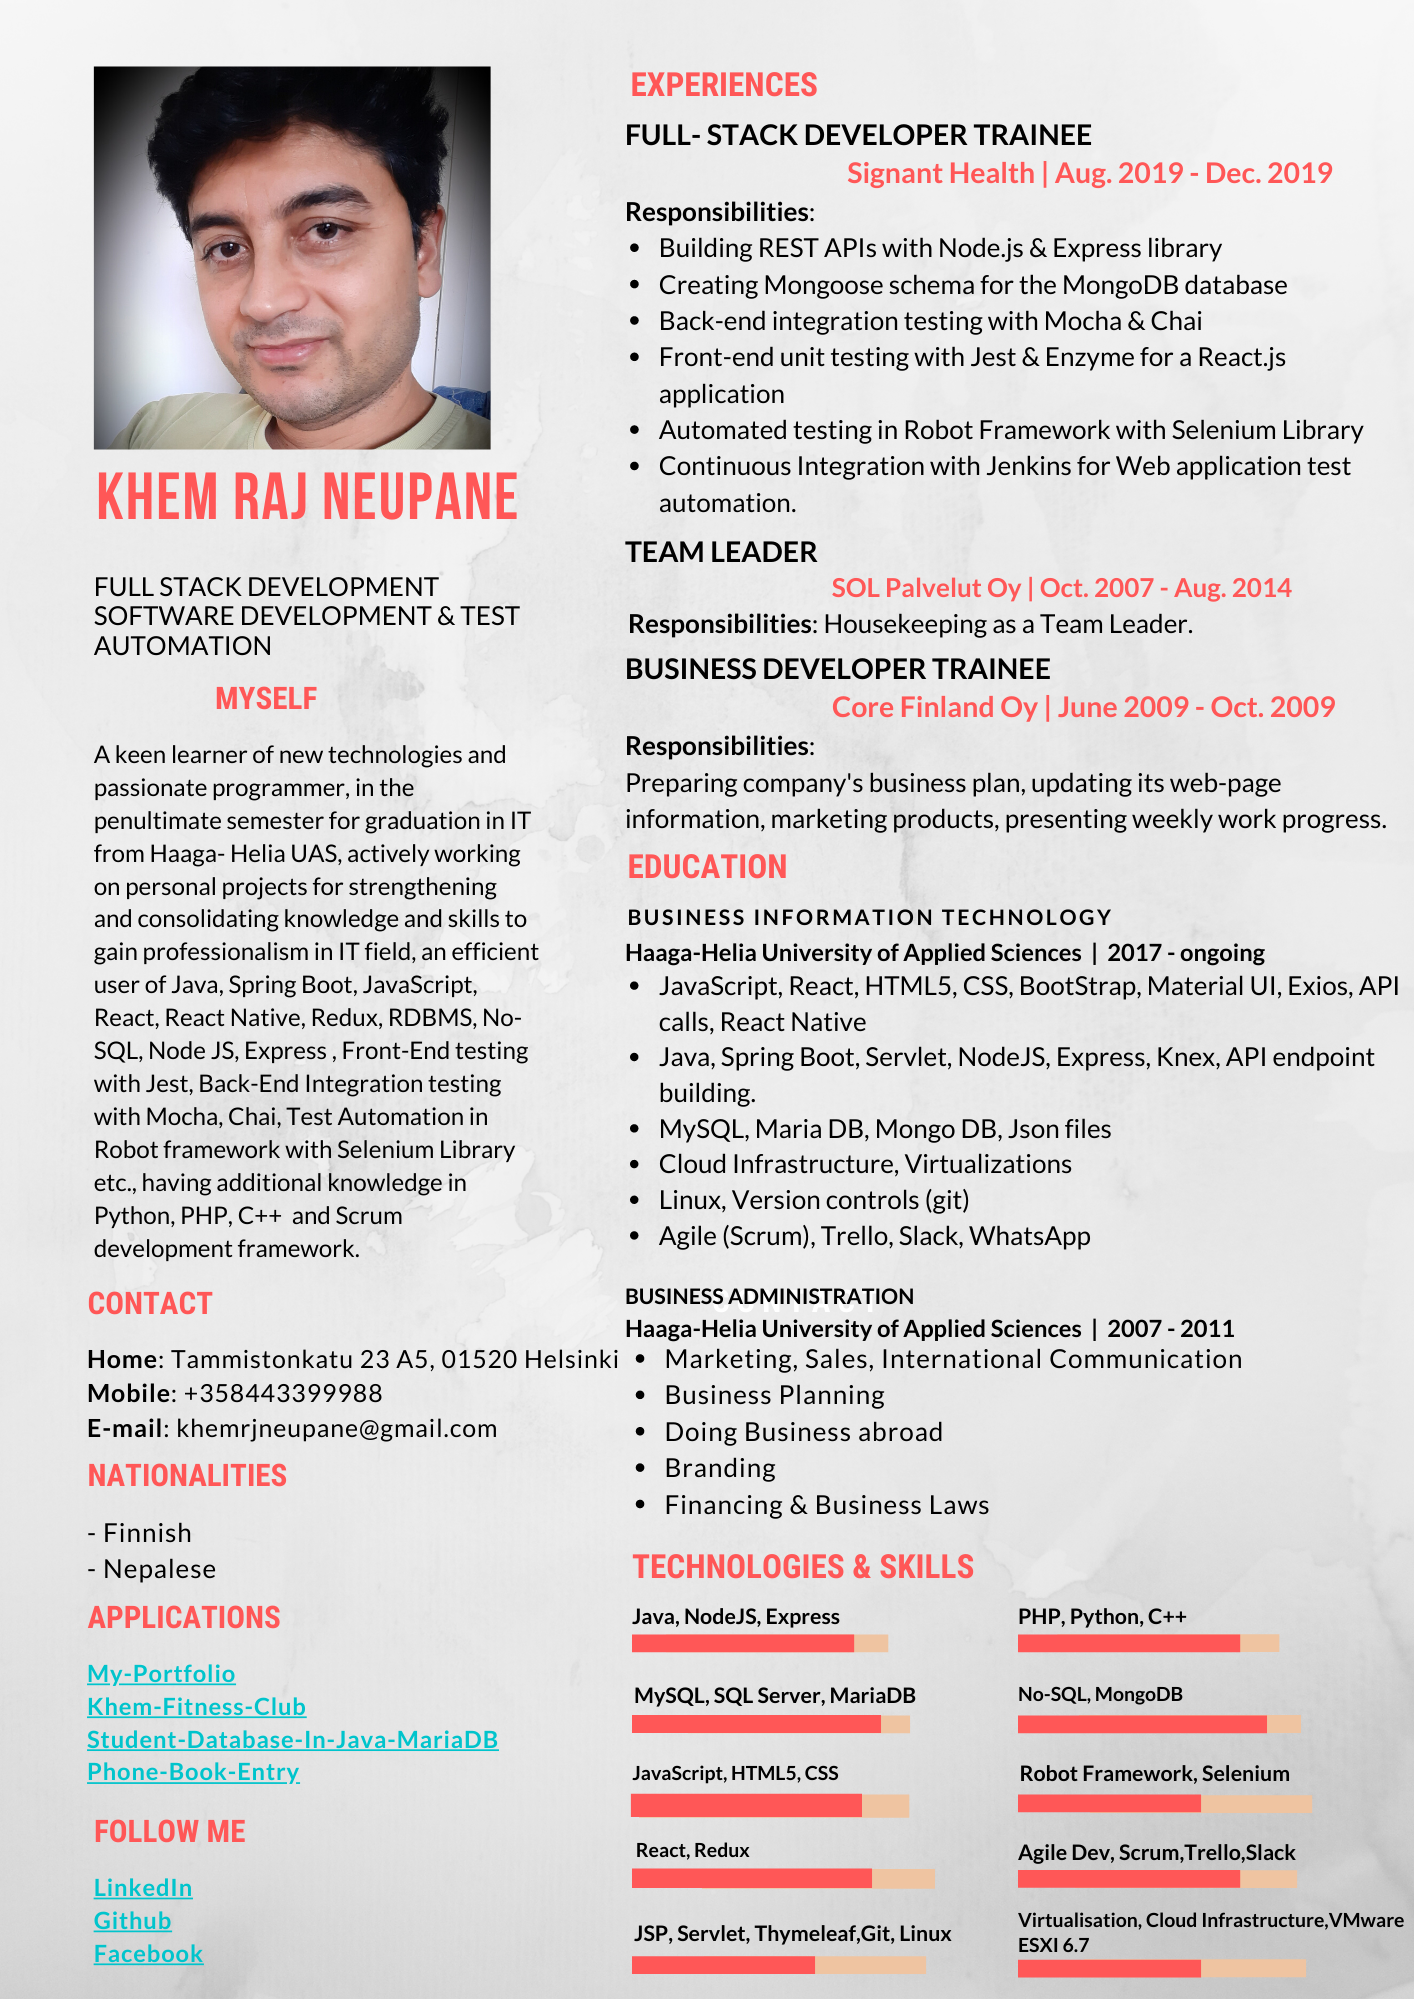 KHEM RAJ NEUPANE
FULL STACK DEVELOPMENT
SOFTWARE DEVELOPMENT & TEST
AUTOMATION
MYSELF
A keen learner of new technologies and
passionate programmer, in the
penultimate semester for graduation in IT
from Haaga- Helia UAS, actively working
on personal projects for strengthening
and consolidating knowledge and skills to
gain professionalism in IT field, an efficient
user of Java, Spring Boot, JavaScript,
React, React Native, Redux, RDBMS, No-
SQL, Node JS, Express , Front-End testing
with Jest, Back-End Integration testing
with Mocha, Chai, Test Automation in
Robot framework with Selenium Library
etc., having additional knowledge in
Python, PHP, C++  and Scrum
development framework.
CONTACT
Home: Tammistonkatu 23 A5, 01520 Helsinki
Mobile: +358443399988
E-mail: khemrjneupane@gmail.com
NATIONALITIES
- Finnish
- Nepalese
APPLICATIONS
My-Portfolio
Khem-Fitness-Club
Student-Database-In-Java-MariaDB
Phone-Book-Entry
FOLLOW ME
LinkedIn
Github
Facebook
EXPERIENCES
FULL- STACK DEVELOPER TRAINEE
Signant Health | Aug. 2019 - Dec. 2019
Responsibilities:
• Building REST APIs with Node.js & Express library
• Creating Mongoose schema for the MongoDB database
• Back-end integration testing with Mocha & Chai
• Front-end unit testing with Jest & Enzyme for a React.js
application
• Automated testing in Robot Framework with Selenium Library
• Continuous Integration with Jenkins for Web application test
automation.
TEAM LEADER
SOL Palvelut Oy | Oct. 2007 - Aug. 2014
Responsibilities: Housekeeping as a Team Leader.
BUSINESS DEVELOPER TRAINEE
Core Finland Oy | June 2009 - Oct. 2009
Responsibilities:
Preparing company's business plan, updating its web-page
information, marketing products, presenting weekly work progress.
EDUCATION
BUSINESS INFORMATION TECHNOLOGY
Haaga-Helia University of Applied Sciences | 2017 - ongoing
• JavaScript, React, HTML5, CSS, BootStrap, Material UI, Exios, API
calls, React Native
• Java, Spring Boot, Servlet, NodeJS, Express, Knex, API endpoint
building.
• MySQL, Maria DB, Mongo DB, Json files
• Cloud Infrastructure, Virtualizations
• Linux, Version controls (git)
• Agile (Scrum), Trello, Slack, WhatsApp
CONTACT
BUSINESS ADMINISTRATION
Haaga-Helia University of Applied Sciences | 2007 - 2011
• Marketing, Sales, International Communication
• Business Planning
• Doing Business abroad
• Branding
• Financing & Business Laws
TECHNOLOGIES & SKILLS
Java, NodeJS, Express
PHP, Python, C++
MySQL, SQL Server, MariaDB
No-SQL, MongoDB
JavaScript, HTML5, CSS
Robot Framework, Selenium
React, Redux
Agile Dev, Scrum,Trello,Slack
JSP, Servlet, Thymeleaf,Git, Linux
Virtualisation, Cloud Infrastructure,VMware
ESXI 6.7